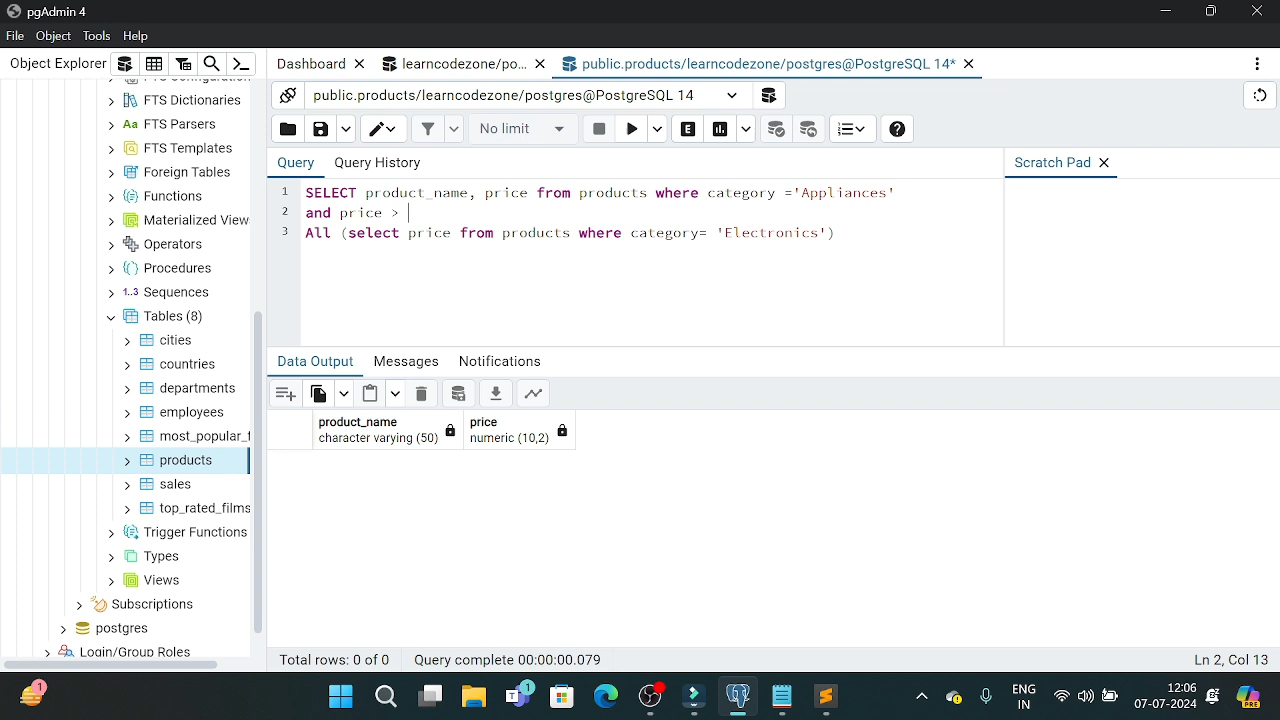 pgAdmin 4
File Object Tools Help
Object Explorer
FTS Dictionaries
Aa FTS Parsers
FTS Templates
Foreign Tables
Functions
Materialized View
Operators
Procedures
1..3 Sequences
Tables (8)
cities
countries
departments
employees
most_popular_f
products
sales
top_rated_films
Trigger Functions
Types
Views
Subscriptions
postgres
Login/Group Roles
Dashboard
learncodezone/po...
public.products/learncodezone/postgres@PostgreSQL 14*
public.products/learncodezone/postgres@PostgreSQL 14
No limit
E
Query Query History
Scratch Pad
1 SELECT product_name, price from products where category ='Appliances'
2 and price >
3 All (select price from products where category= 'Electronics')
Data Output Messages Notifications
product_name
character varying (50)
price
numeric (10,2)
Total rows: 0 of 0 Query complete 00:00:00.079 Ln 2, Col 13
1
1
ENG
IN
12:06
07-07-2024
PRE